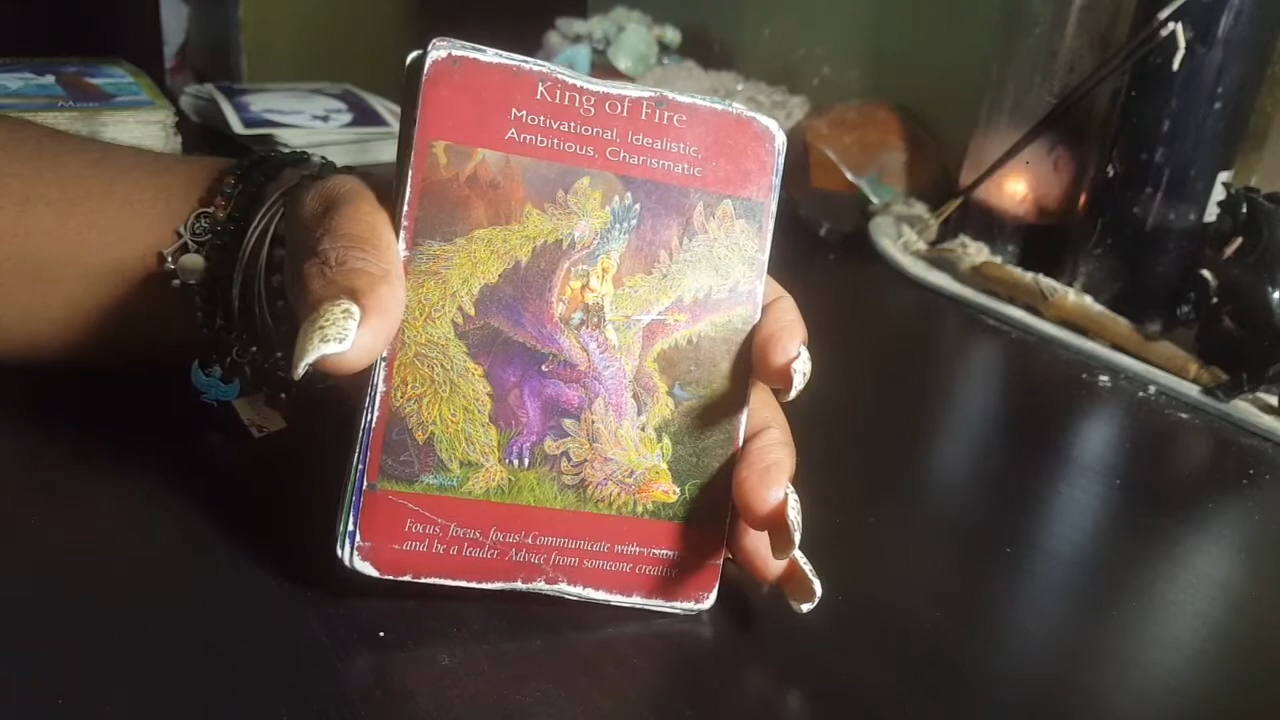 King of Fire
Motivational, Idealistic,
Ambitious, Charismatic
Focus, focus, focus! Communicate with vision
and be a leader. Advice from someone creative